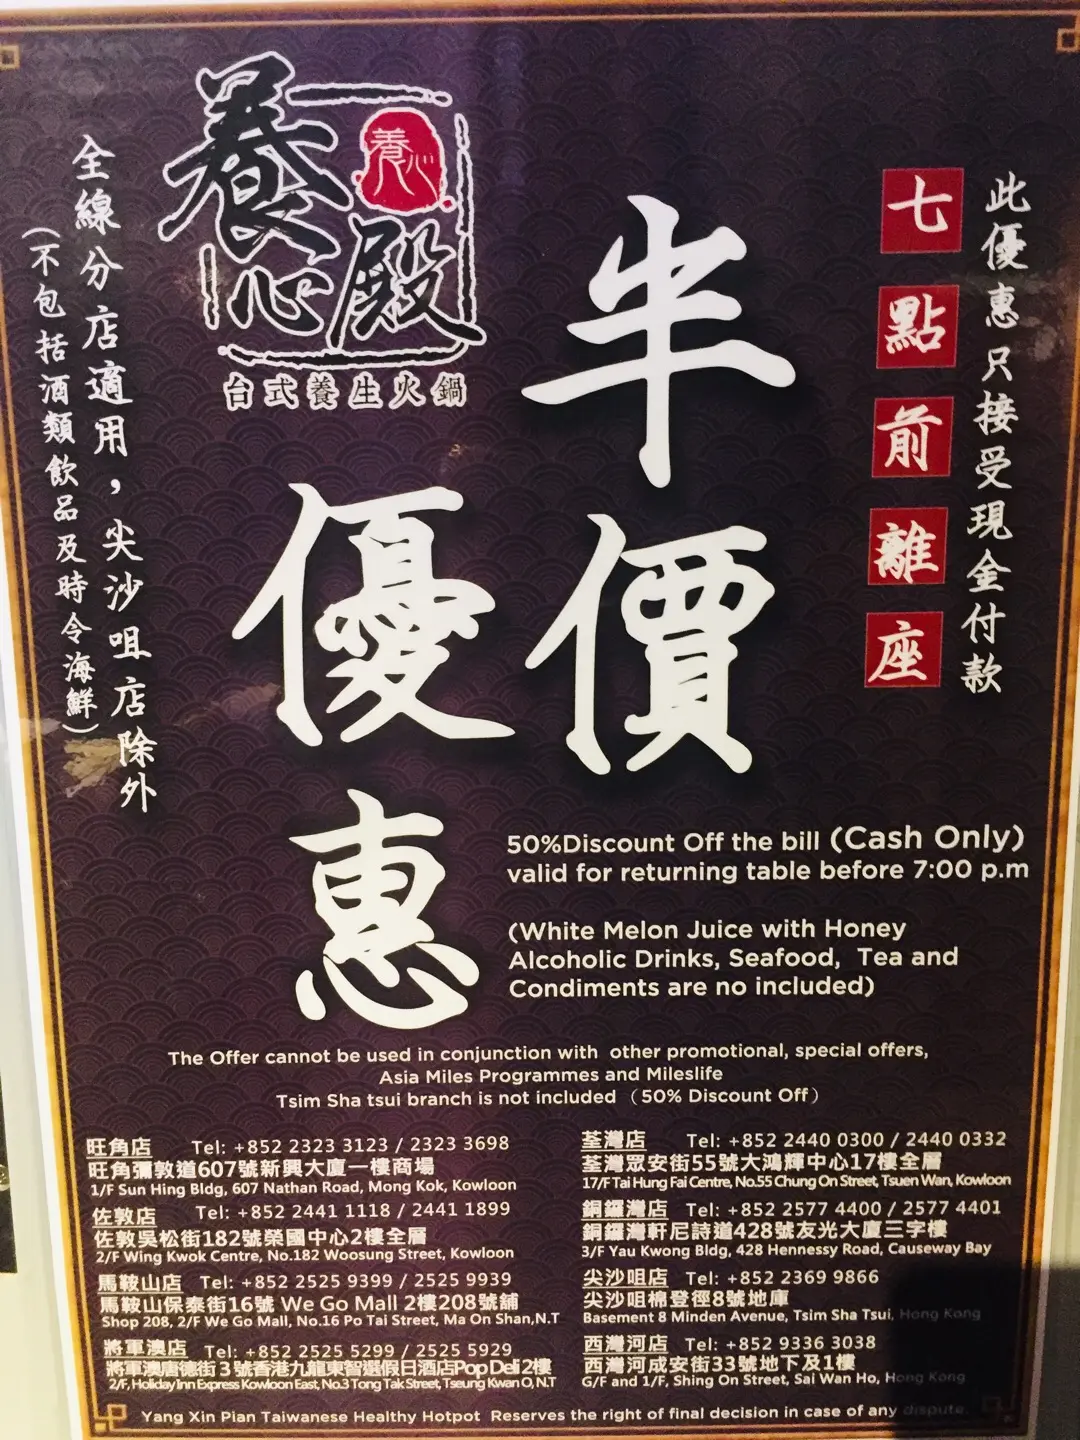 此優惠只接受現金付款
七點前離座
半價
優惠
養心殿
養心
台式養生火鍋
全線分店適用，尖沙咀店除外
(不包括酒類飲品及時令海鮮)
50%Discount Off the bill (Cash Only)
valid for returning table before 7:00 p.m
(White Melon Juice with Honey
Alcoholic Drinks, Seafood, Tea and
Condiments are no included)
The Offer cannot be used in conjunction with other promotional, special offers,
Asia Miles Programmes and Mileslife
Tsim Sha tsui branch is not included （50% Discount Off）
旺角店 Tel: +852 2323 3123 / 2323 3698
旺角彌敦道607號新興大廈一樓商場
1/F Sun Hing Bldg, 607 Nathan Road, Mong Kok, Kowloon
佐敦店 Tel: +852 2441 1118 / 2441 1899
佐敦吳松街182號榮國中心2樓全層
2/F Wing Kwok Centre, No.182 Woosung Street, Kowloon
馬鞍山店 Tel: +852 2525 9399 / 2525 9939
馬鞍山保泰街16號 We Go Mall 2樓208號舖
Shop 208, 2/F We Go Mall, No.16 Po Tai Street, Ma On Shan,N.T
將軍澳店 Tel: +852 2525 5299 / 2525 5929
將軍澳唐德街3號香港九龍東智選假日酒店Pop Deli 2樓
2/F, Holiday Inn Express Kowloon East, No.3 Tong Tak Street, Tseung Kwan O, N.T
荃灣店 Tel: +852 2440 0300 / 2440 0332
荃灣眾安街55號大鴻輝中心17樓全層
17/F Tai Hung Fai Centre, No.55 Chung On Street, Tsuen Wan, Kowloon
銅鑼灣店 Tel: +852 2577 4400 / 2577 4401
銅鑼灣軒尼詩道428號友光大廈三字樓
3/F Yau Kwong Bldg, 428 Hennessy Road, Causeway Bay
尖沙咀店 Tel: +852 2369 9866
尖沙咀棉登徑8號地庫
Basement 8 Minden Avenue, Tsim Sha Tsui, Hong Kong
西灣河店 Tel: +852 9336 3038
西灣河成安街33號地下及1樓
G/F and 1/F, Shing On Street, Sai Wan Ho, Hong Kong
Yang Xin Dian Taiwanese Healthy Hotpot Reserves the right of final decision in case of any dispute.